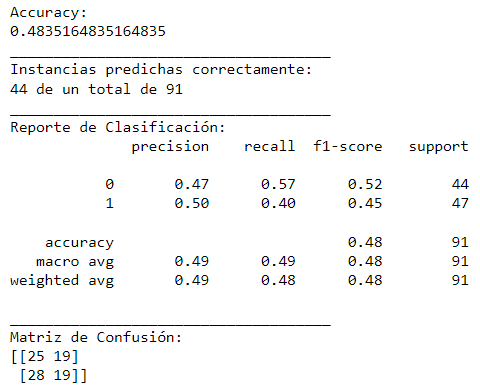 Accuracy:
0.4835164835164835
______________________________________
Instancias predichas correctamente:
44 de un total de 91
______________________________________
Reporte de Clasificación:
              precision    recall  f1-score   support

           0       0.47      0.57      0.52        44
           1       0.50      0.40      0.45        47

    accuracy                           0.48        91
   macro avg       0.49      0.49      0.48        91
weighted avg       0.49      0.48      0.48        91

______________________________________
Matriz de Confusión:
[[25 19]
 [28 19]]